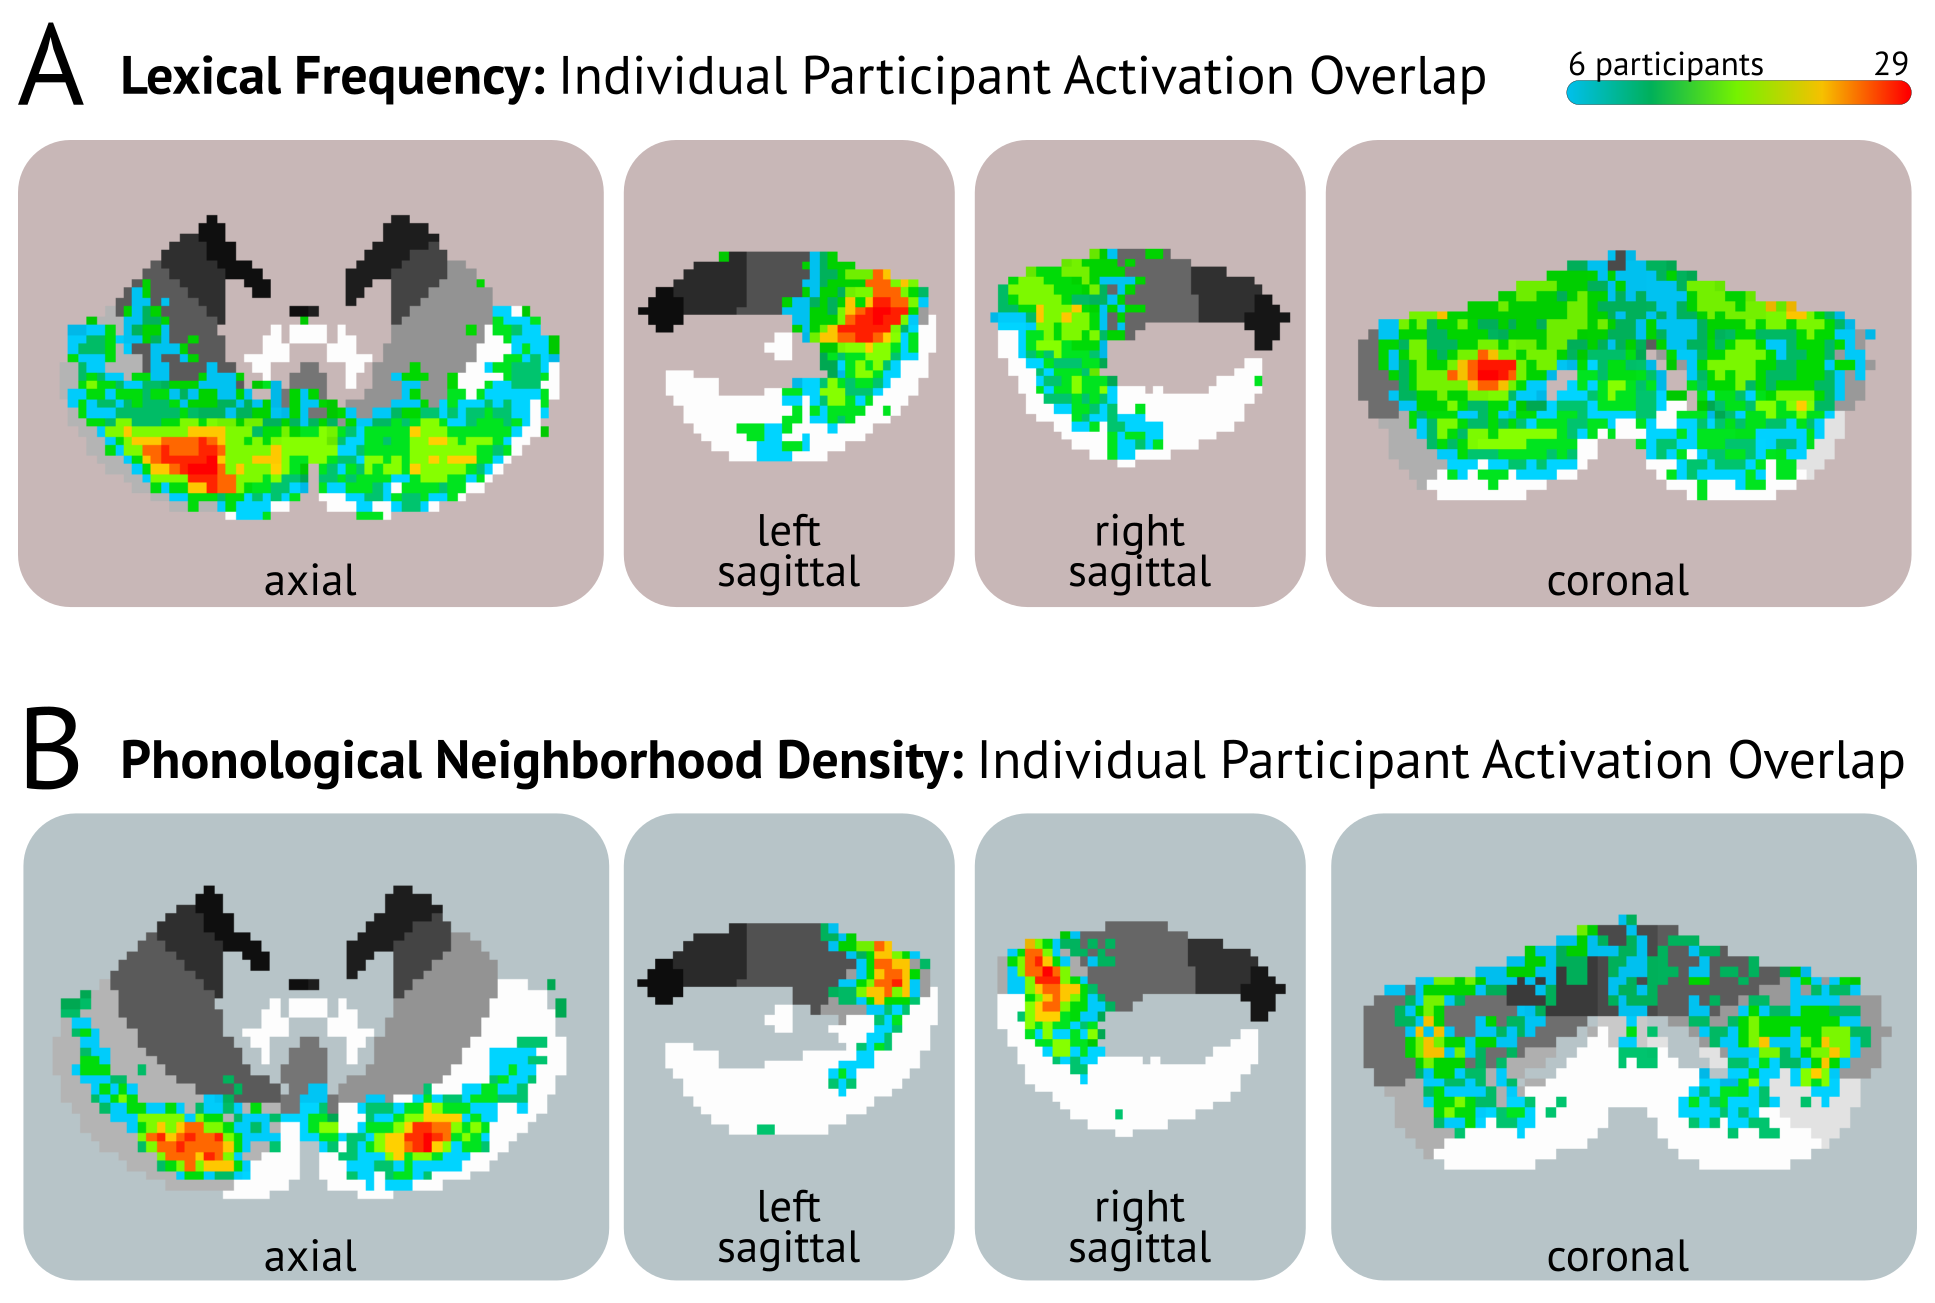 A
Lexical Frequency: Individual Participant Activation Overlap
6 participants 29
axial
left
sagittal
right
sagittal
coronal
B
Phonological Neighborhood Density: Individual Participant Activation Overlap
axial
left
sagittal
right
sagittal
coronal